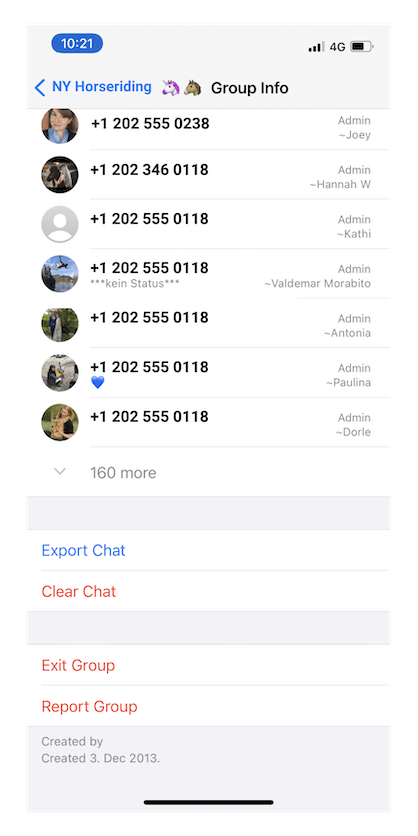 10:21
4G
NY Horseriding 🦄🐴 Group Info
+1 202 555 0238
Admin
~Joey
+1 202 346 0118
Admin
~Hannah W
+1 202 555 0118
Admin
~Kathi
+1 202 555 0118
Admin
***kein Status***
~Valdemar Morabito
+1 202 555 0118
Admin
~Antonia
+1 202 555 0118
Admin
💙
~Paulina
+1 202 555 0118
Admin
~Dorle
160 more
Export Chat
Clear Chat
Exit Group
Report Group
Created by
Created 3. Dec 2013.